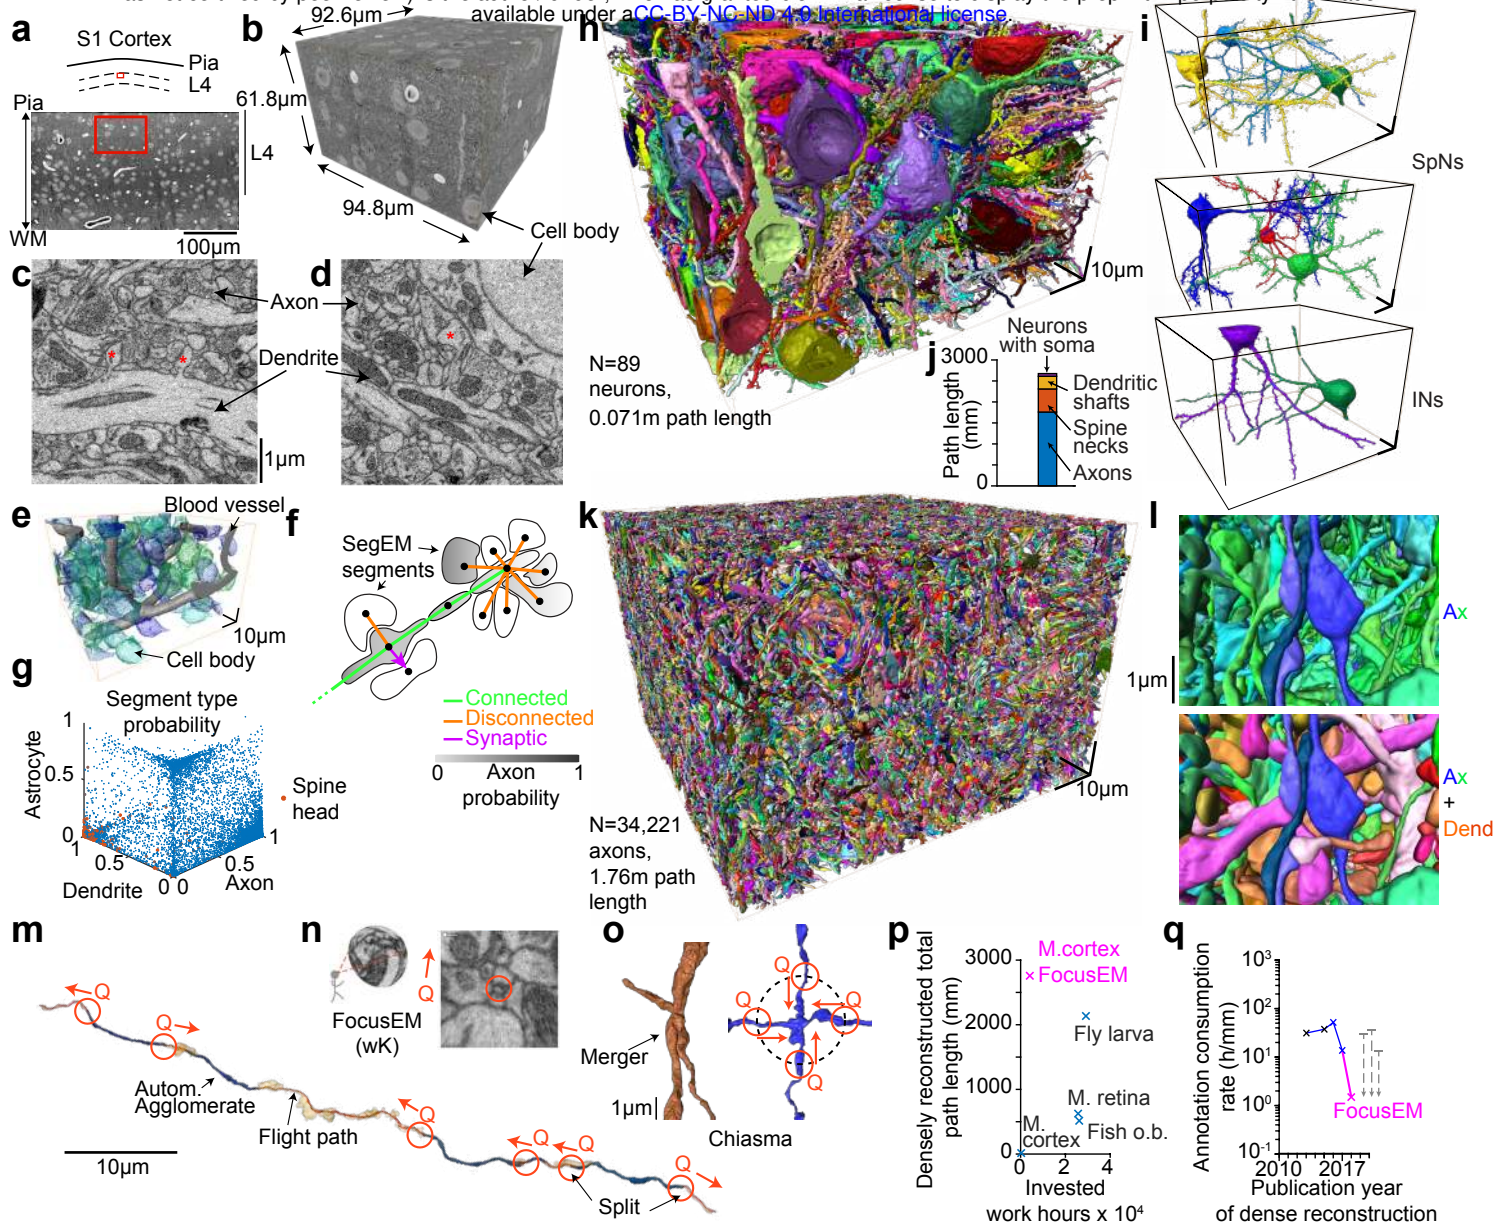 available under aCC-BY-NC-ND 4.0 International license.
a
S1 Cortex
Pia
L4
Pia
L4
WM
100µm
b
92.6µm
61.8µm
94.8µm
Cell body
c
d
Axon
Dendrite
*
*
*
1µm
e
Blood vessel
10µm
Cell body
f
SegEM
segments
Connected
Disconnected
Synaptic
0
1
Axon
probability
g
Segment type
probability
Astrocyte
1
0.5
0
1
0.5
0
0
0.5
1
Dendrite
Axon
Spine
head
h
10µm
N=89
neurons,
0.071m path length
i
SpNs
INs
j
Neurons
with soma
3000
0
Path length
(mm)
Dendritic
shafts
Spine
necks
Axons
k
10µm
N=34,221
axons,
1.76m path
length
l
Ax
1µm
Ax
+
Dend
m
Q
Q
Autom.
Agglomerate
Flight path
Q
Q
Q
Q
Split
10µm
n
Q
FocusEM
(wK)
o
Merger
1µm
Q
Q
Q
Q
Chiasma
p
Densely reconstructed total
path length (mm)
3000
2000
1000
0
M.cortex
FocusEM
Fly larva
M. retina
Fish o.b.
M.
cortex
0
2
4
Invested
work hours x 10⁴
q
Annotation consumption
rate (h/mm)
10³
10²
10¹
10⁰
10⁻¹
FocusEM
2010
2017
Publication year
of dense reconstruction